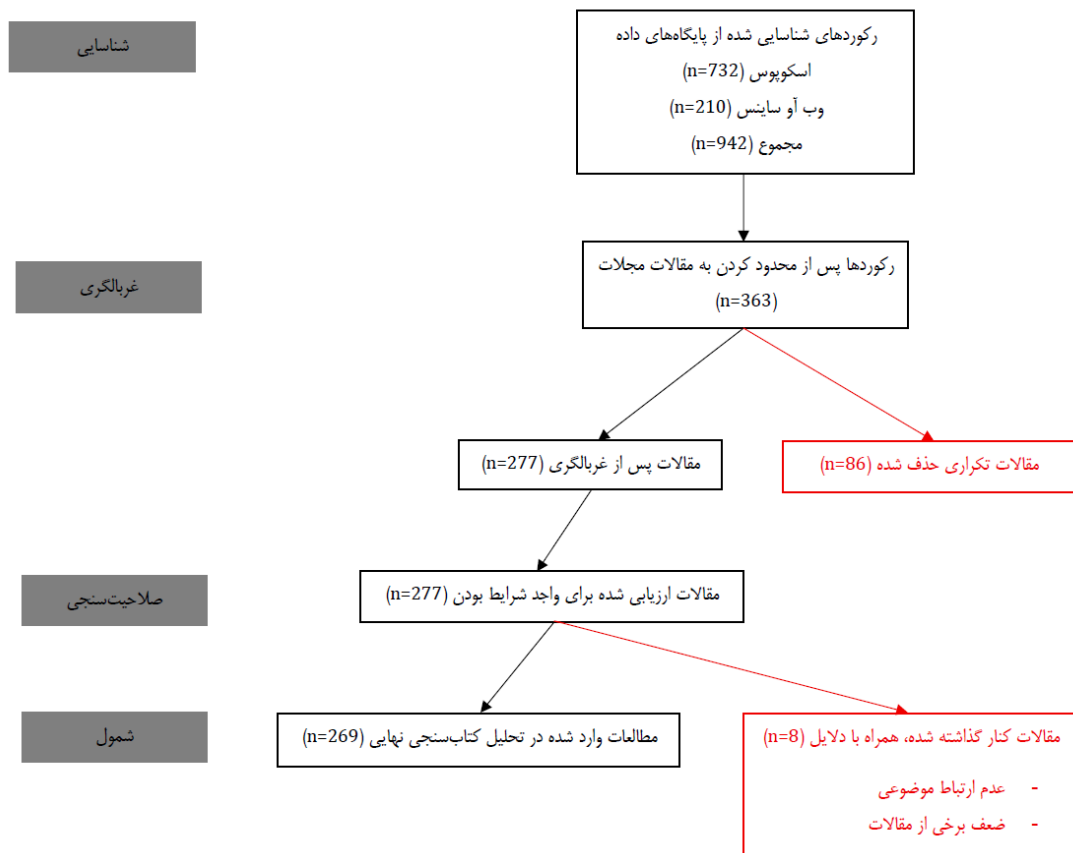 شناسایی
رکوردهای شناسایی شده از پایگاه‌های داده
اسکوپوس (n=732)
وب آو ساینس (n=210)
مجموع (n=942)
غربالگری
رکوردها پس از محدود کردن به مقالات مجلات
(n=363)
مقالات پس از غربالگری (n=277)
مقالات تکراری حذف شده (n=86)
صلاحیت‌سنجی
مقالات ارزیابی شده برای واجد شرایط بودن (n=277)
شمول
مطالعات وارد شده در تحلیل کتاب‌سنجی نهایی (n=269)
مقالات کنار گذاشته شده، همراه با دلایل (n=8)
- عدم ارتباط موضوعی
- ضعف برخی از مقالات